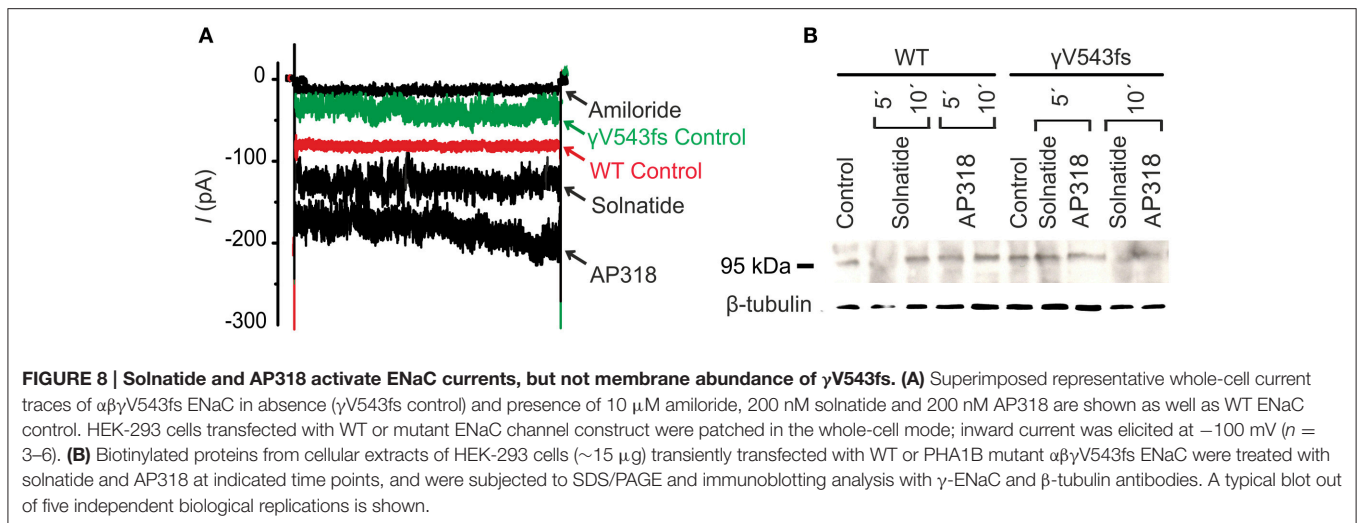 A
0
-100
-200
-300
I (pA)
Amiloride
γV543fs Control
WT Control
Solnatide
AP318
B
WT γV543fs
5´ 10´ 5´ 10´ 5´ 10´
Control Solnatide AP318 Control Solnatide AP318 Solnatide AP318
95 kDa
β-tubulin
FIGURE 8 | Solnatide and AP318 activate ENaC currents, but not membrane abundance of γV543fs. (A) Superimposed representative whole-cell current
traces of αβγV543fs ENaC in absence (γV543fs control) and presence of 10 μM amiloride, 200 nM solnatide and 200 nM AP318 are shown as well as WT ENaC
control. HEK-293 cells transfected with WT or mutant ENaC channel construct were patched in the whole-cell mode; inward current was elicited at −100 mV (n =
3–6). (B) Biotinylated proteins from cellular extracts of HEK-293 cells (~15 μg) transiently transfected with WT or PHA1B mutant αβγV543fs ENaC were treated with
solnatide and AP318 at indicated time points, and were subjected to SDS/PAGE and immunoblotting analysis with γ-ENaC and β-tubulin antibodies. A typical blot out
of five independent biological replications is shown.